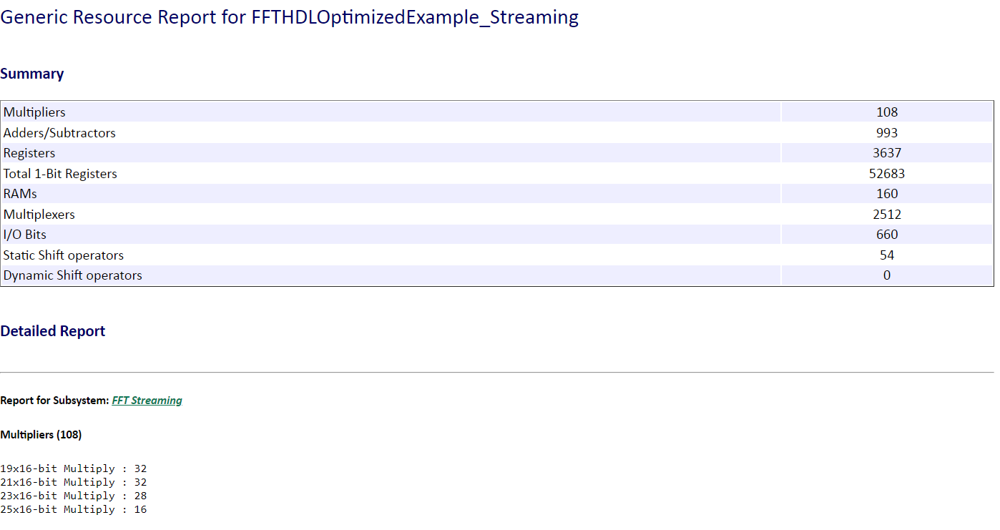 Generic Resource Report for FFTHDLOptimizedExample_Streaming
Summary
Multipliers 108
Adders/Subtractors 993
Registers 3637
Total 1-Bit Registers 52683
RAMs 160
Multiplexers 2512
I/O Bits 660
Static Shift operators 54
Dynamic Shift operators 0
Detailed Report
Report for Subsystem: FFT Streaming
Multipliers (108)
19x16-bit Multiply : 32
21x16-bit Multiply : 32
23x16-bit Multiply : 28
25x16-bit Multiply : 16